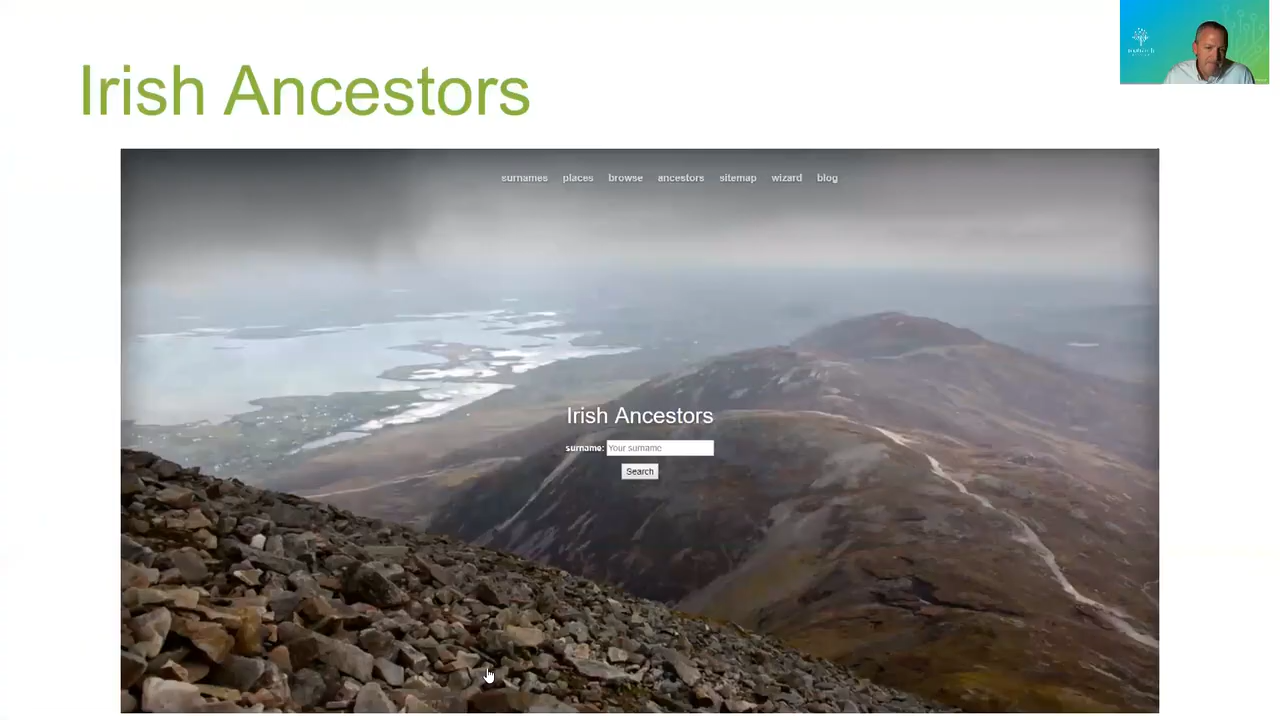 Irish Ancestors
surnames places browse ancestors sitemap wizard blog
Irish Ancestors
surname: Your surname
Search